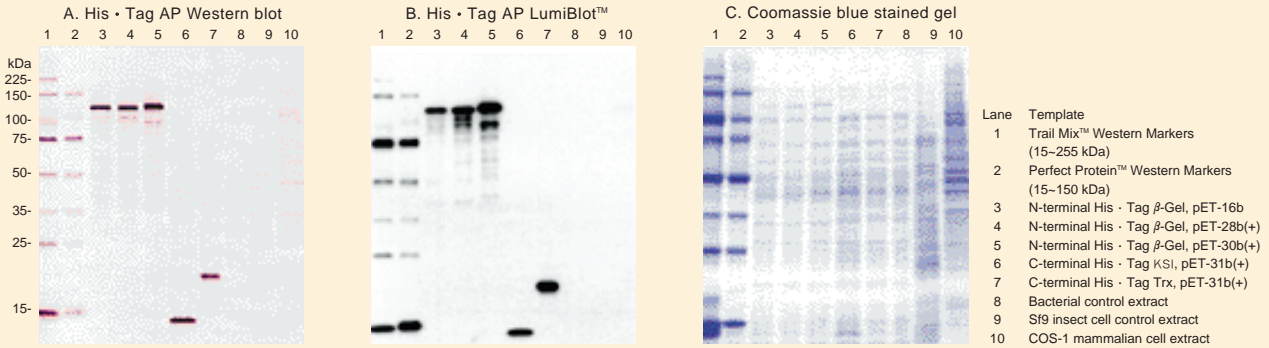 A. His • Tag AP Western blot
1 2 3 4 5 6 7 8 9 10
kDa
225-
150-
100-
75-
50-
35-
25-
15-
B. His • Tag AP LumiBlot™
1 2 3 4 5 6 7 8 9 10
C. Coomassie blue stained gel
1 2 3 4 5 6 7 8 9 10
Lane Template
1 Trail Mix™ Western Markers
(15~255 kDa)
2 Perfect Protein™ Western Markers
(15~150 kDa)
3 N-terminal His • Tag β-Gel, pET-16b
4 N-terminal His • Tag β-Gel, pET-28b(+)
5 N-terminal His • Tag β-Gel, pET-30b(+)
6 C-terminal His • Tag KSI, pET-31b(+)
7 C-terminal His • Tag Trx, pET-31b(+)
8 Bacterial control extract
9 Sf9 insect cell control extract
10 COS-1 mammalian cell extract